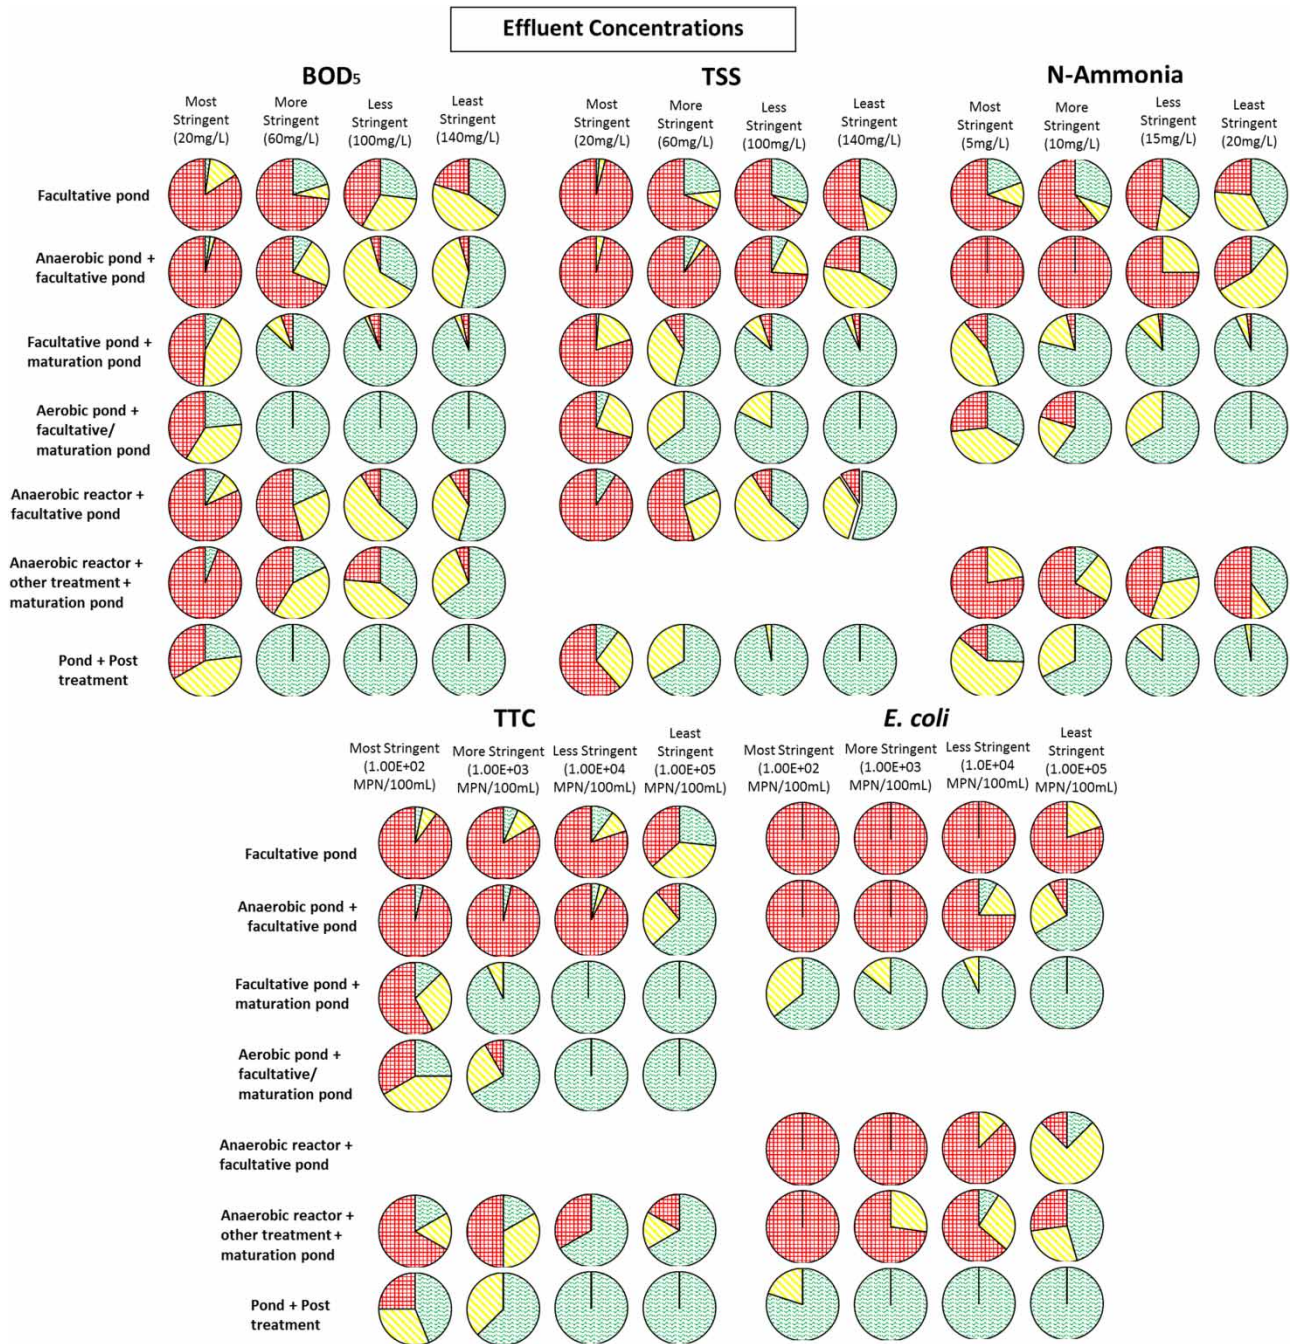 Effluent Concentrations
BOD₅
TSS
N-Ammonia
Most
Stringent
(20mg/L)
More
Stringent
(60mg/L)
Less
Stringent
(100mg/L)
Least
Stringent
(140mg/L)
Most
Stringent
(20mg/L)
More
Stringent
(60mg/L)
Less
Stringent
(100mg/L)
Least
Stringent
(140mg/L)
Most
Stringent
(5mg/L)
More
Stringent
(10mg/L)
Less
Stringent
(15mg/L)
Least
Stringent
(20mg/L)
Facultative pond
Anaerobic pond +
facultative pond
Facultative pond +
maturation pond
Aerobic pond +
facultative/
maturation pond
Anaerobic reactor +
facultative pond
Anaerobic reactor +
other treatment +
maturation pond
Pond + Post
treatment
TTC
E. coli
Most Stringent
(1.00E+02
MPN/100mL)
More Stringent
(1.00E+03
MPN/100mL)
Less Stringent
(1.00E+04
MPN/100mL)
Least
Stringent
(1.00E+05
MPN/100mL)
Most Stringent
(1.00E+02
MPN/100mL)
More Stringent
(1.00E+03
MPN/100mL)
Less Stringent
(1.0E+04
MPN/100mL)
Least
Stringent
(1.00E+05
MPN/100mL)
Facultative pond
Anaerobic pond +
facultative pond
Facultative pond +
maturation pond
Aerobic pond +
facultative/
maturation pond
Anaerobic reactor +
facultative pond
Anaerobic reactor +
other treatment +
maturation pond
Pond + Post
treatment